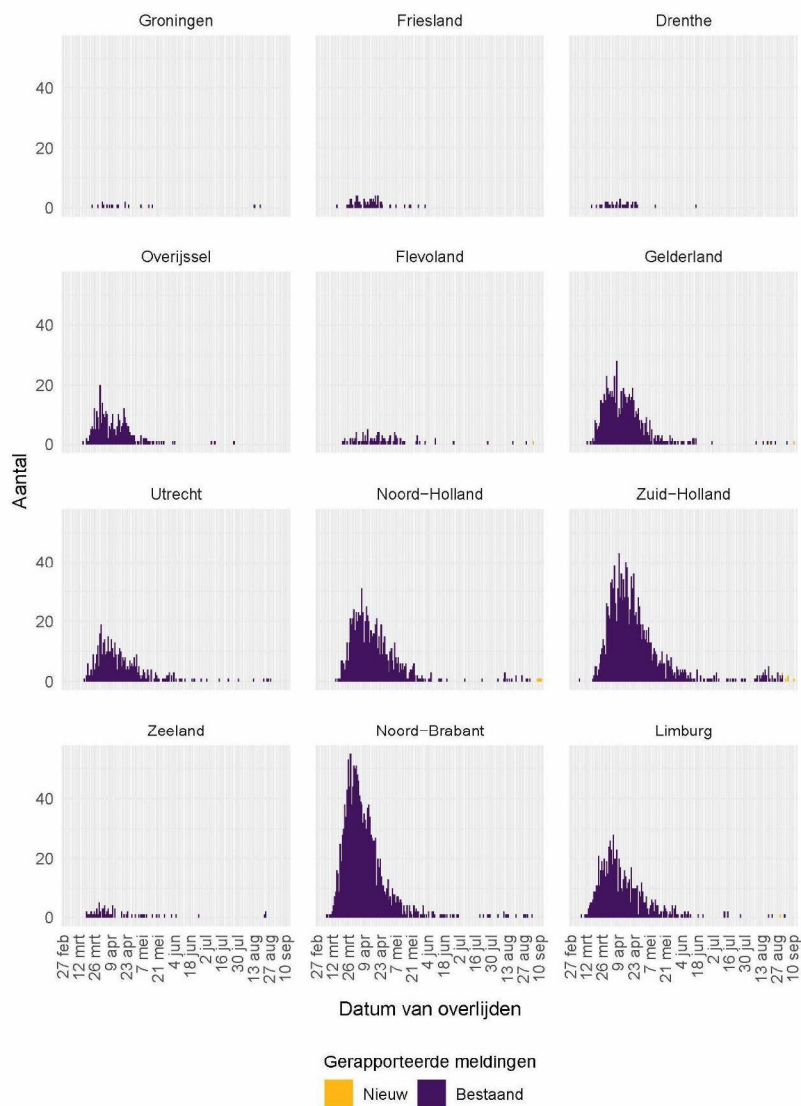 Groningen Friesland Drenthe
40
20
0
Overijssel Flevoland Gelderland
40
20
0
Aantal
Utrecht Noord−Holland Zuid−Holland
40
20
0
Zeeland Noord−Brabant Limburg
40
20
0
27 feb 12 mrt 26 mrt 9 apr 23 apr 7 mei 21 mei 4 jun 18 jun 2 jul 16 jul 30 jul 13 aug 27 aug 10 sep
27 feb 12 mrt 26 mrt 9 apr 23 apr 7 mei 21 mei 4 jun 18 jun 2 jul 16 jul 30 jul 13 aug 27 aug 10 sep
27 feb 12 mrt 26 mrt 9 apr 23 apr 7 mei 21 mei 4 jun 18 jun 2 jul 16 jul 30 jul 13 aug 27 aug 10 sep
Datum van overlijden
Gerapporteerde meldingen
Nieuw Bestaand